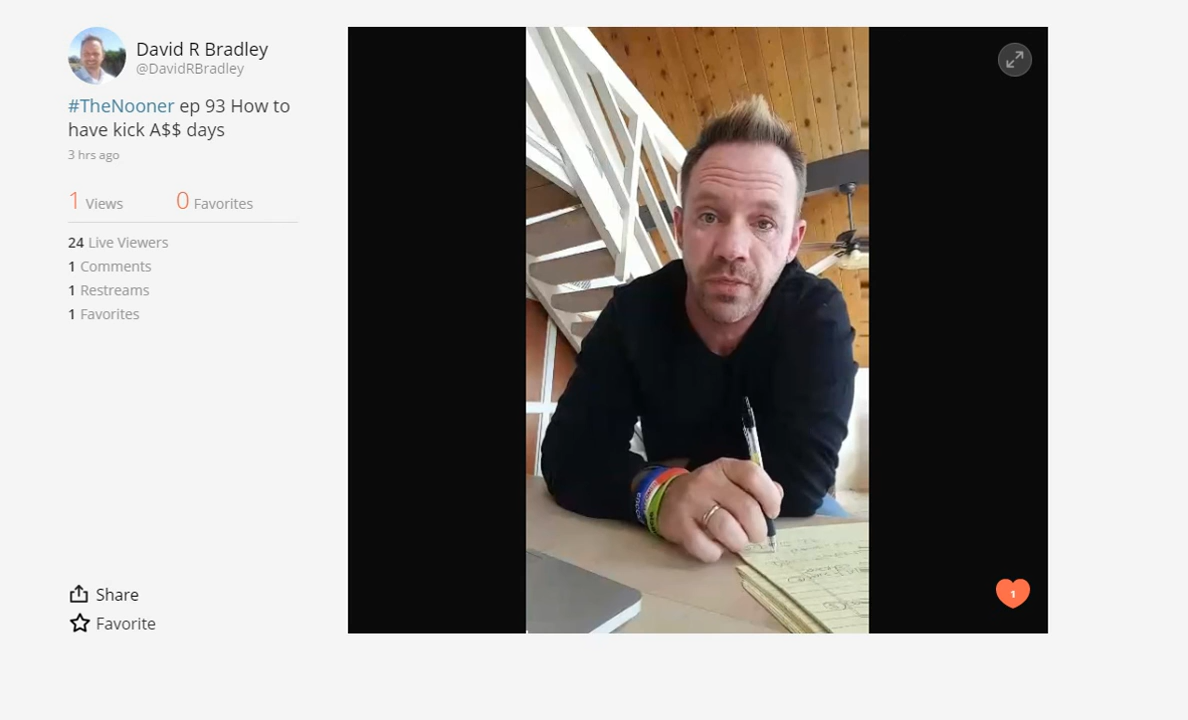 David R Bradley
@DavidRBradley
#TheNooner ep 93 How to
have kick A$$ days
3 hrs ago
1 Views 0 Favorites
24 Live Viewers
1 Comments
1 Restreams
1 Favorites
Share
Favorite
1